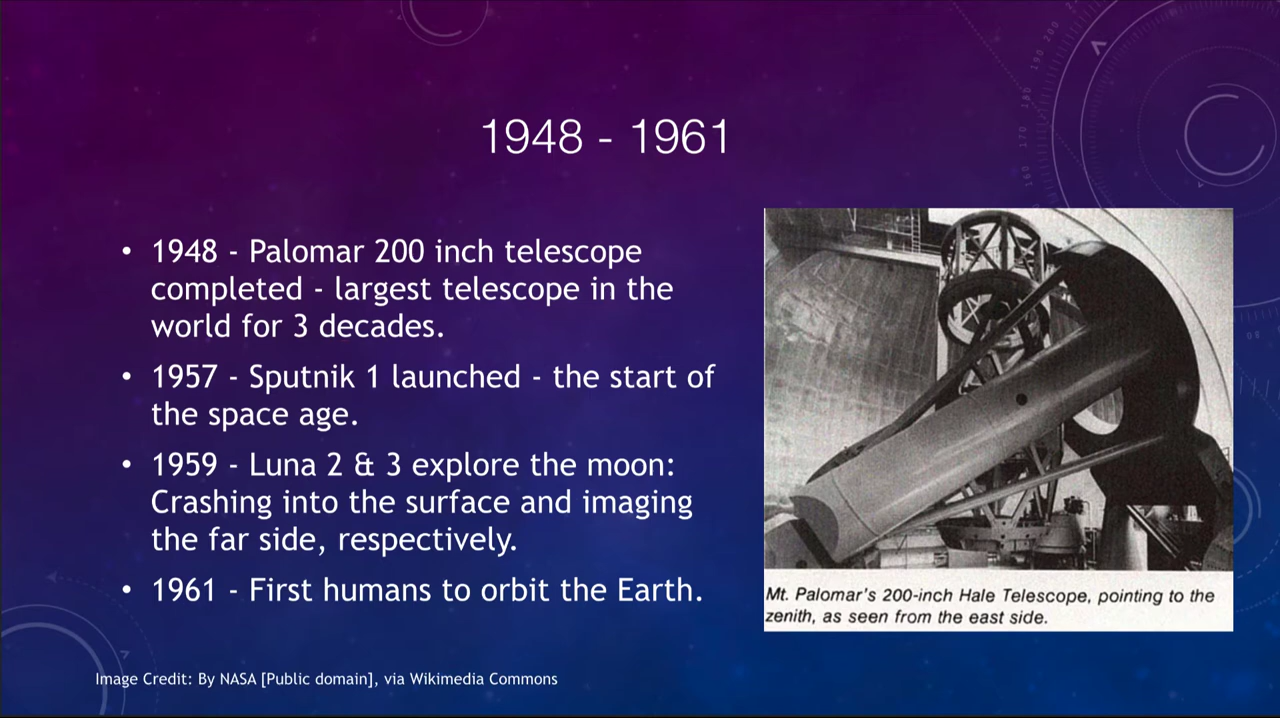 1948 - 1961
• 1948 - Palomar 200 inch telescope
completed - largest telescope in the
world for 3 decades.
• 1957 - Sputnik 1 launched - the start of
the space age.
• 1959 - Luna 2 & 3 explore the moon:
Crashing into the surface and imaging
the far side, respectively.
• 1961 - First humans to orbit the Earth.
Mt. Palomar's 200-inch Hale Telescope, pointing to the
zenith, as seen from the east side.
Image Credit: By NASA [Public domain], via Wikimedia Commons